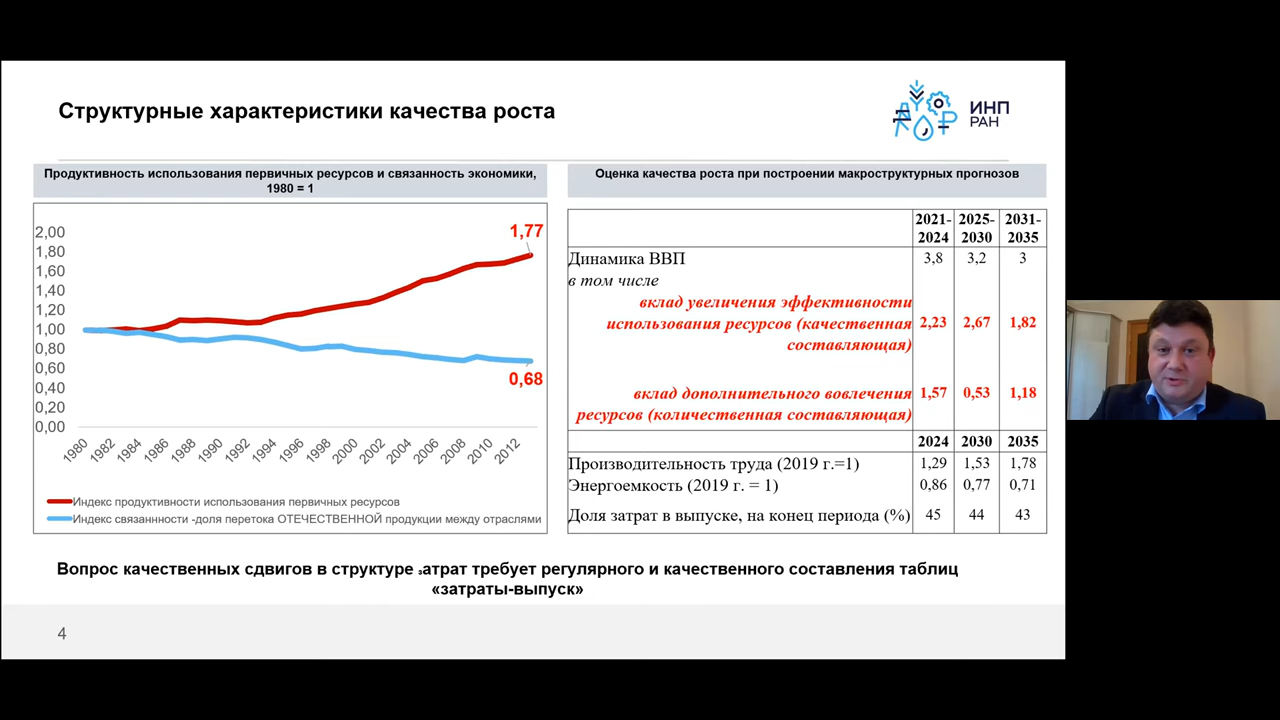 Структурные характеристики качества роста
ИНП
РАН
Продуктивность использования первичных ресурсов и связанность экономики,
1980 = 1
2,00
1,80
1,60
1,40
1,20
1,00
0,80
0,60
0,40
0,20
0,00
1,77
0,68
1980 1982 1984 1986 1988 1990 1992 1994 1996 1998 2000 2002 2004 2006 2008 2010 2012
Индекс продуктивности использования первичных ресурсов
Индекс связаннности -доля перетока ОТЕЧЕСТВЕННОЙ продукции между отраслями
Оценка качества роста при построении макроструктурных прогнозов
2021-2024 2025-2030 2031-2035
Динамика ВВП 3,8 3,2 3
в том числе
вклад увеличения эффективности
использования ресурсов (качественная 2,23 2,67 1,82
составляющая)
вклад дополнительного вовлечения 1,57 0,53 1,18
ресурсов (количественная составляющая)
2024 2030 2035
Производительность труда (2019 г.=1) 1,29 1,53 1,78
Энергоемкость (2019 г. = 1) 0,86 0,77 0,71
Доля затрат в выпуске, на конец периода (%) 45 44 43
Вопрос качественных сдвигов в структуре затрат требует регулярного и качественного составления таблиц
«затраты-выпуск»
4